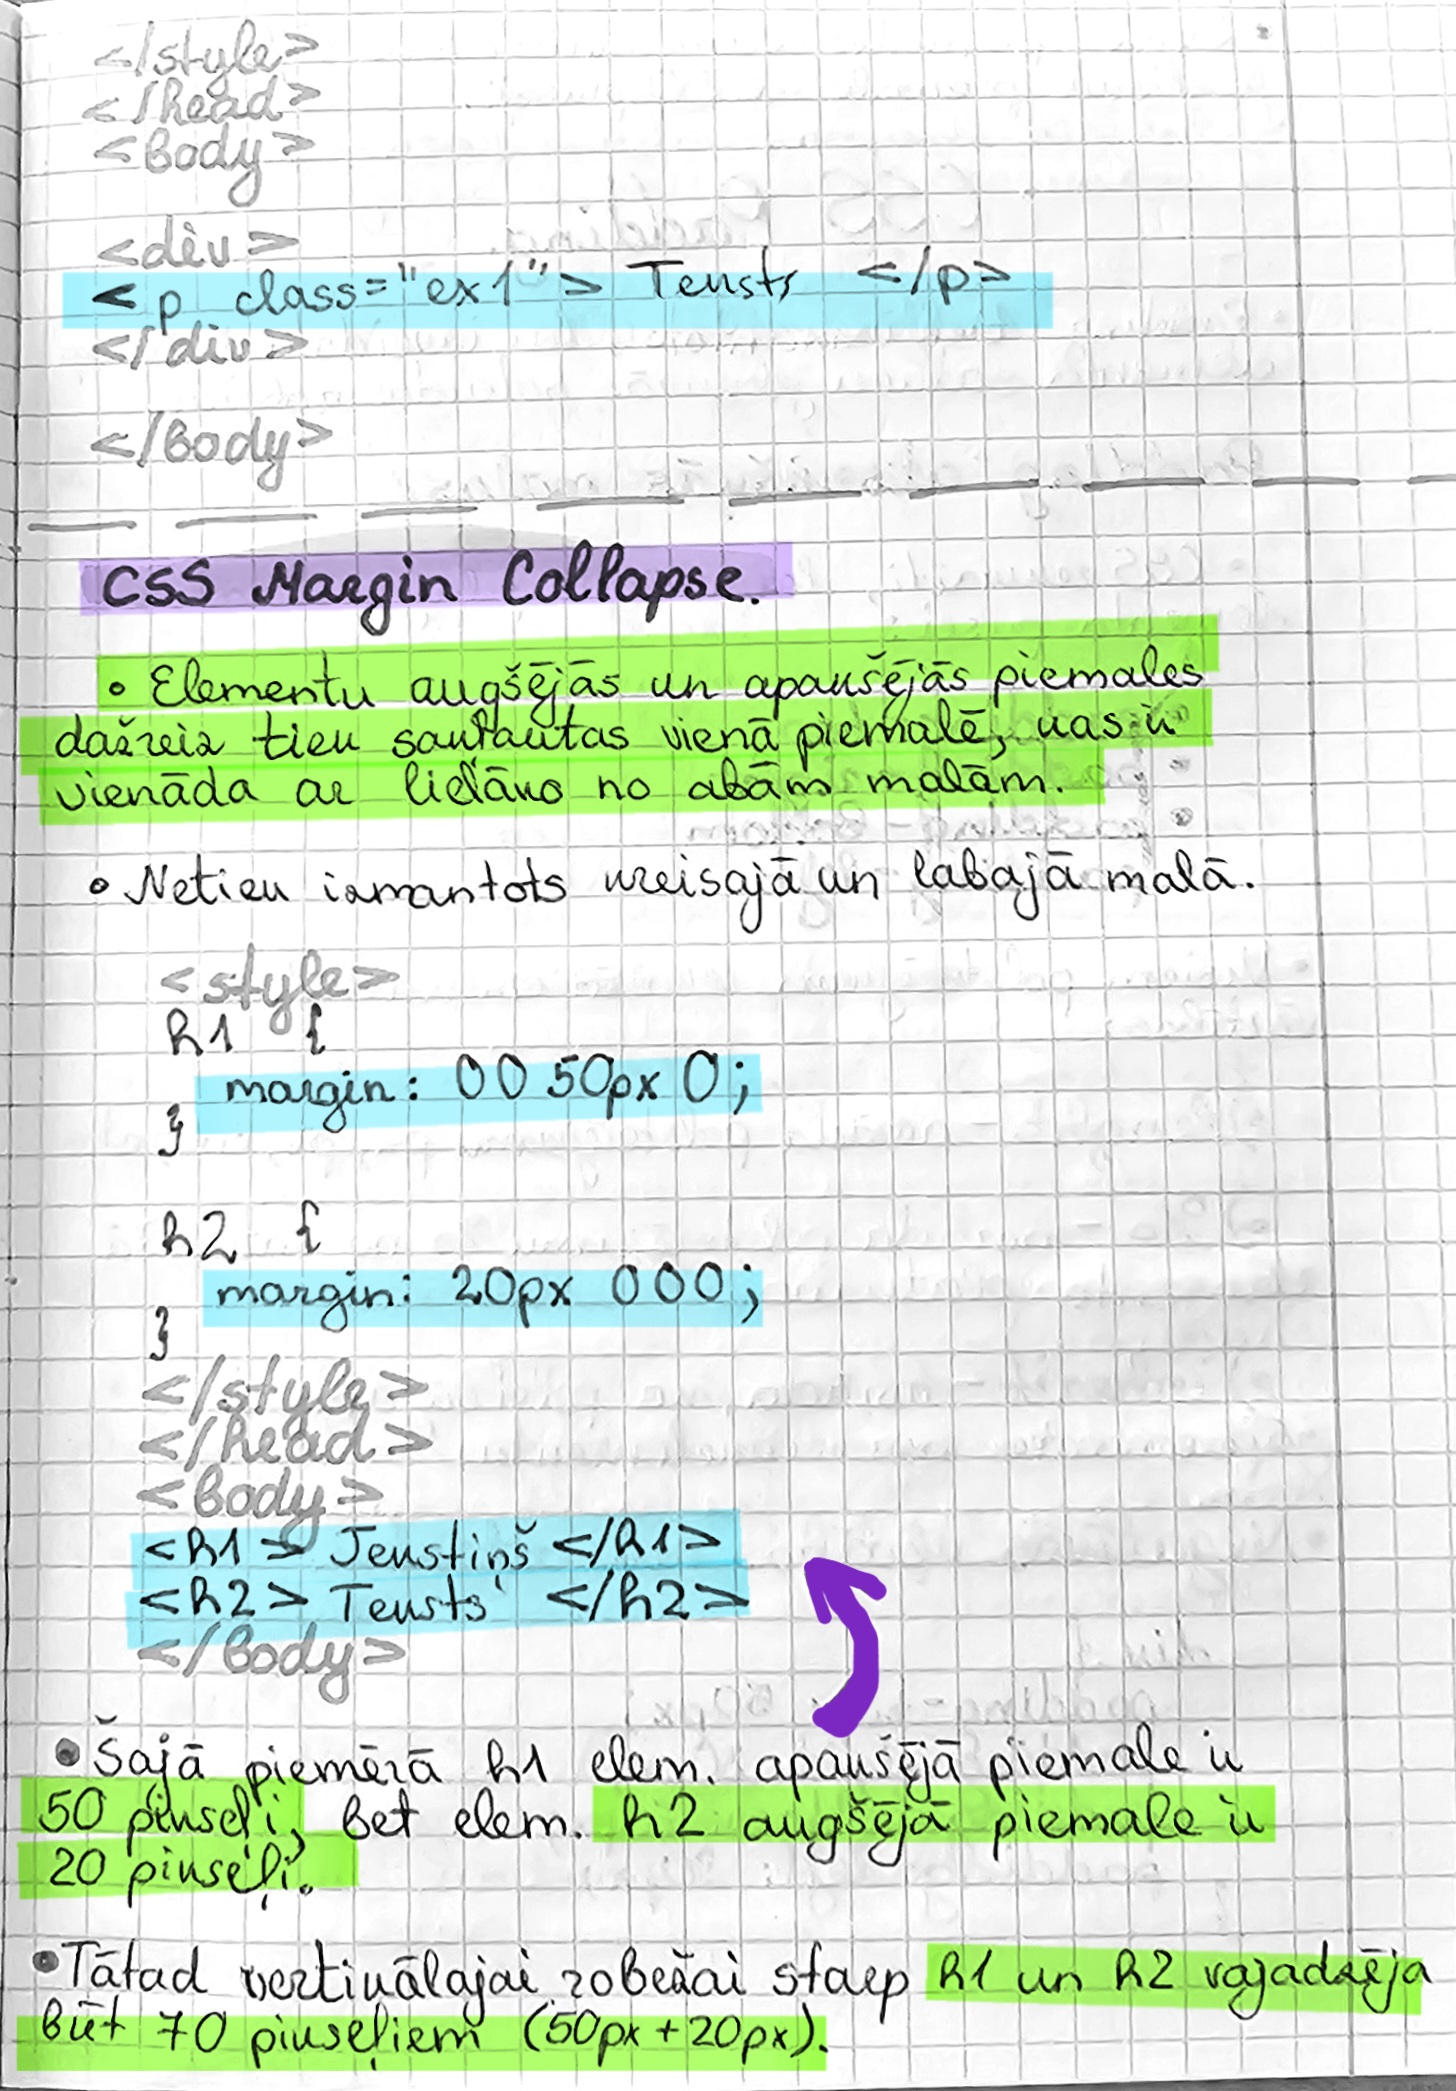 </style>
</head>
<body>
<div>
<p class="ex1"> Teksts </p>
</div>
</body>
CSS Margin Collapse.
• Elementu augšējās un apakšējās piemales
dažreiz tiek sakļautas vienā piemalē, kas ir
vienāda ar lielāko no abām malām.
• Netiek izmantots kreisajā un labajā malā.
<style>
h1 {
margin: 0 0 50px 0;
}
h2 {
margin: 20px 0 0 0;
}
</style>
</head>
<body>
<h1> Tekstiņš </h1>
<h2> Teksts </h2>
</body>
• Šajā piemērā h1 elem. apakšējā piemale ir
50 pikseļi, bet elem. h2 augšējā piemale ir
20 pikseļi.
• Tātad vertikālajai robežai starp h1 un h2 vajadzēja
būt 70 pikseļiem (50px + 20px).